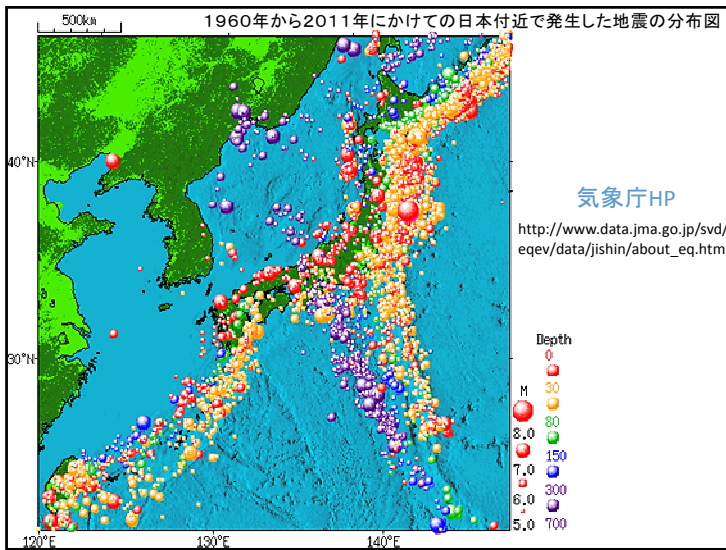 500km
1960年から2011年にかけての日本付近で発生した地震の分布図
40°N
30°N
120°E
130°E
140°E
気象庁HP
http://www.data.jma.go.jp/svd/
eqev/data/jishin/about_eq.htm
Depth
0
30
80
150
300
700
M
8.0
7.0
6.0
5.0